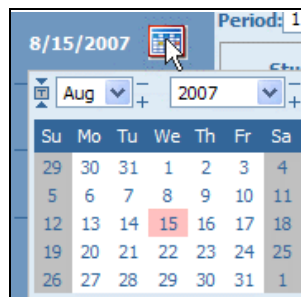 Period: 1
8/15/2007
Aug 2007
Su Mo Tu We Th Fr Sa
29 30 31 1 2 3 4
5 6 7 8 9 10 11
12 13 14 15 16 17 18
19 20 21 22 23 24 25
26 27 28 29 30 31 1